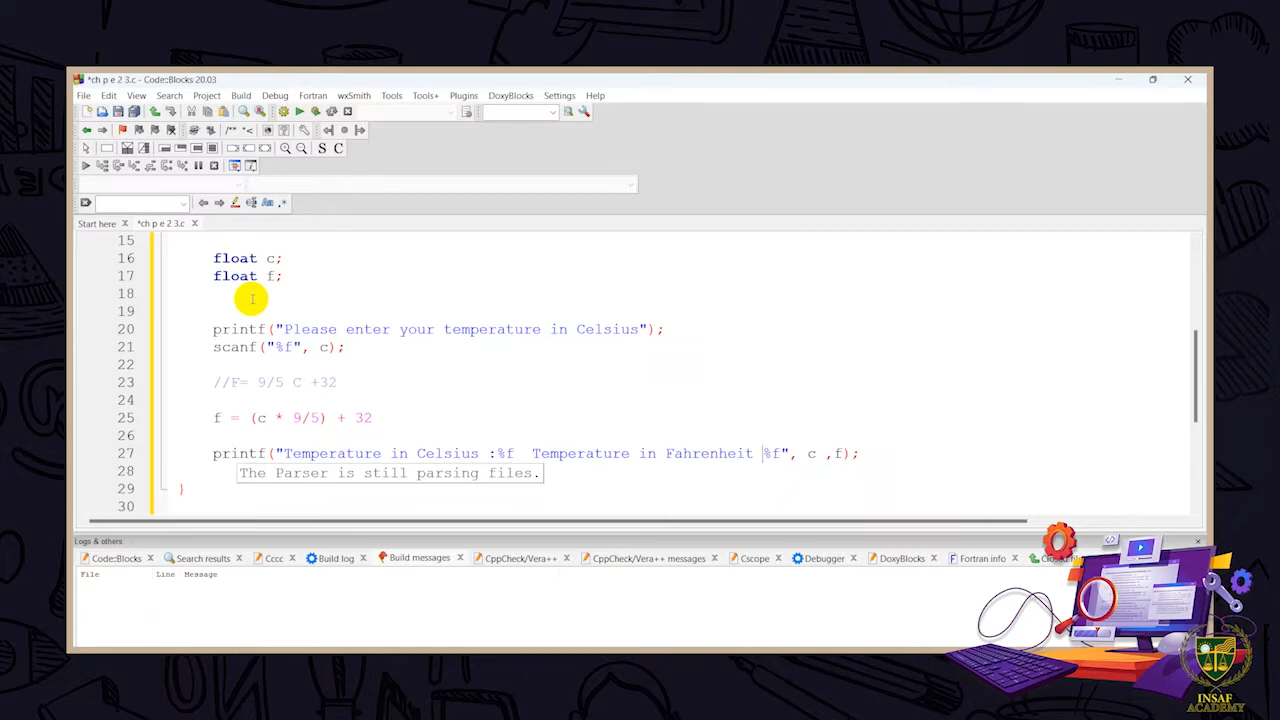 *ch p e 2 3.c - Code::Blocks 20.03
File Edit View Search Project Build Debug Fortran wxSmith Tools Tools+ Plugins DoxyBlocks Settings Help
S C
Start here X *ch p e 2 3.c X
15
16 float c;
17 float f;
18
19
20 printf("Please enter your temperature in Celsius");
21 scanf("%f", c);
22
23 //F= 9/5 C +32
24
25 f = (c * 9/5) + 32
26
27 printf("Temperature in Celsius :%f  Temperature in Fahrenheit %f", c ,f);
28 The Parser is still parsing files.
29 }
30
Logs & others
Code::Blocks X Search results X Cccc X Build log X Build messages X CppCheck/Vera++ X CppCheck/Vera++ messages X Cscope X Debugger X DoxyBlocks X Fortran info X
File Line Message
INSAF
ACADEMY